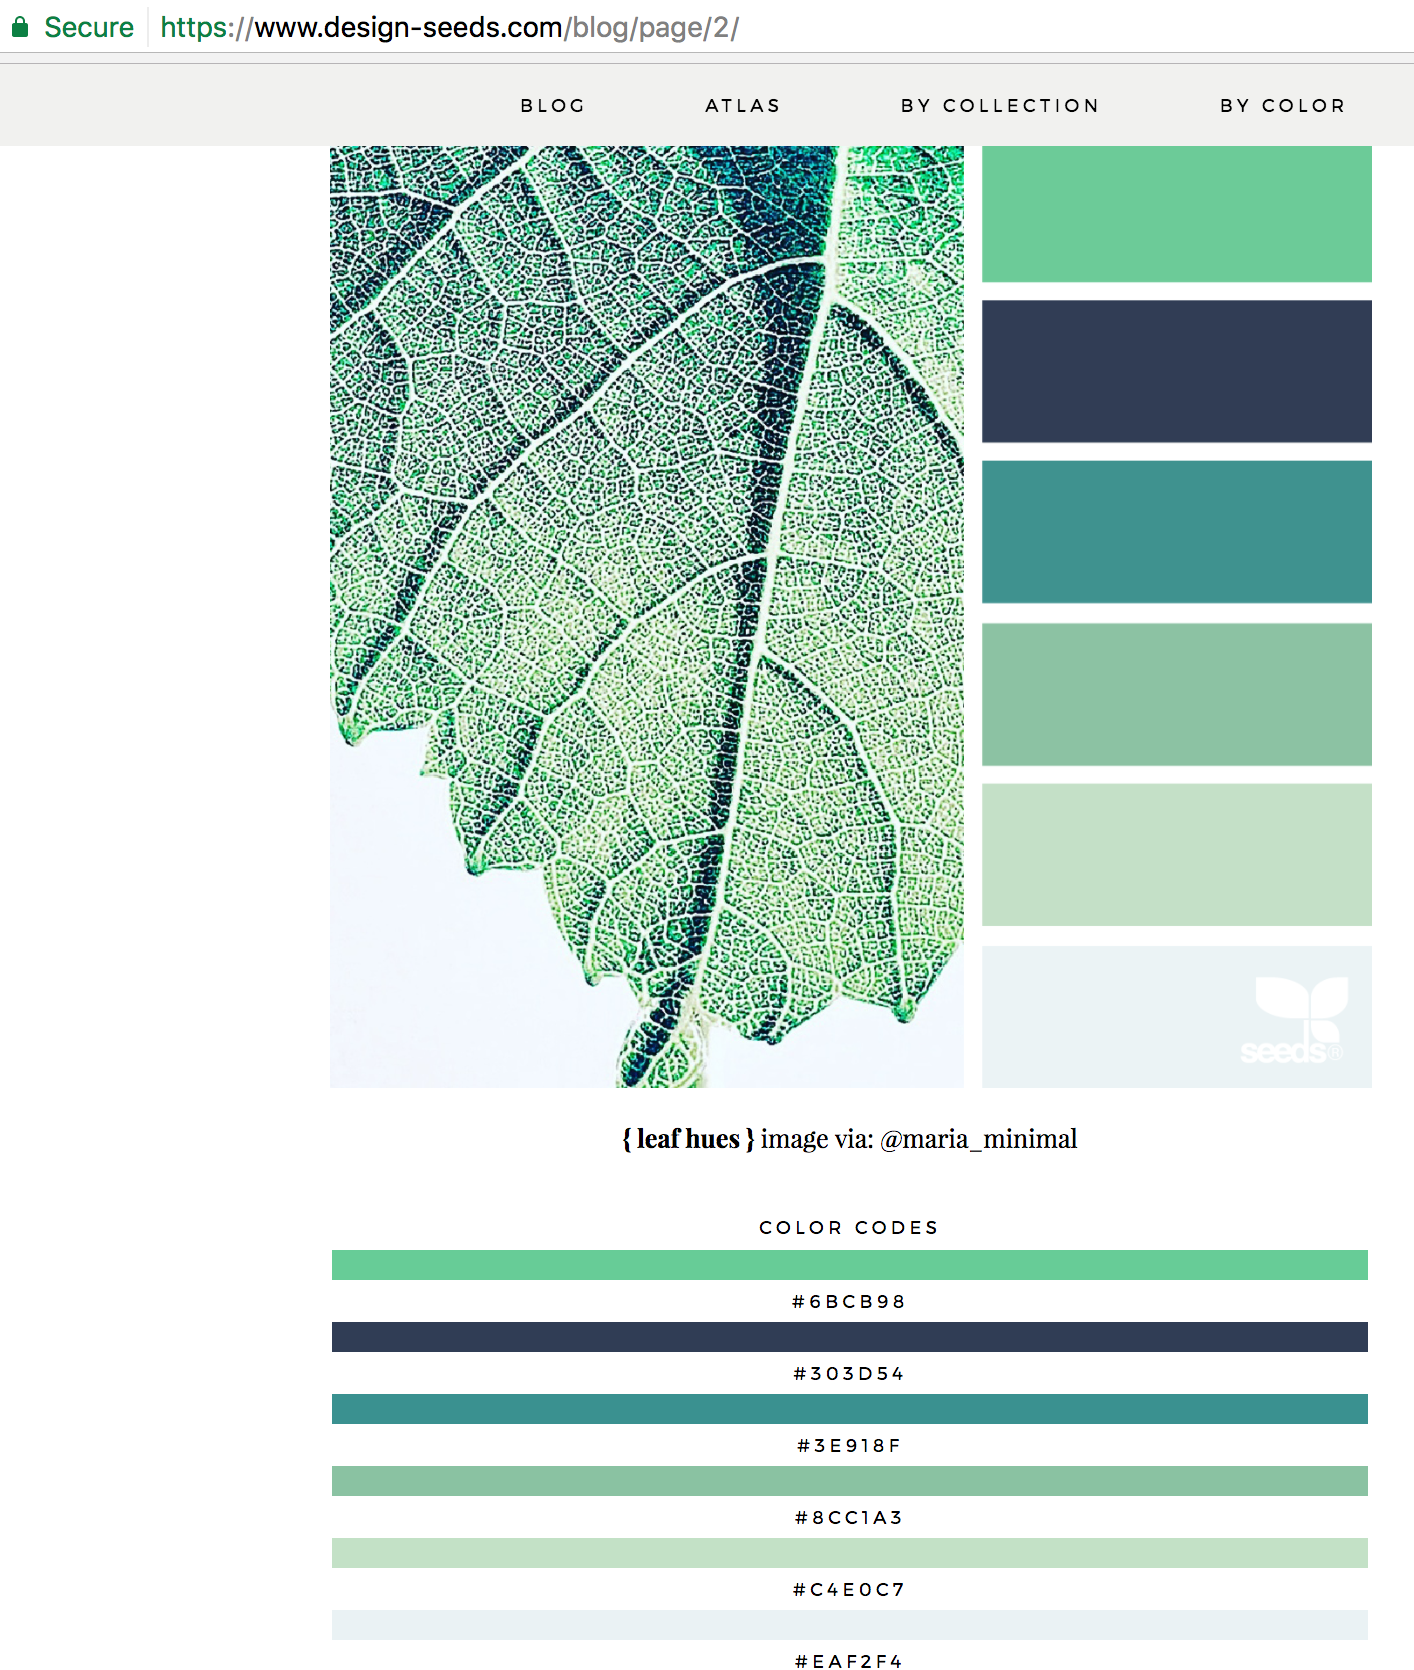 Secure https://www.design-seeds.com/blog/page/2/
BLOG ATLAS BY COLLECTION BY COLOR
seeds®
{ leaf hues } image via: @maria_minimal
COLOR CODES
#6BCB98
#303D54
#3E918F
#8CC1A3
#C4E0C7
#EAF2F4